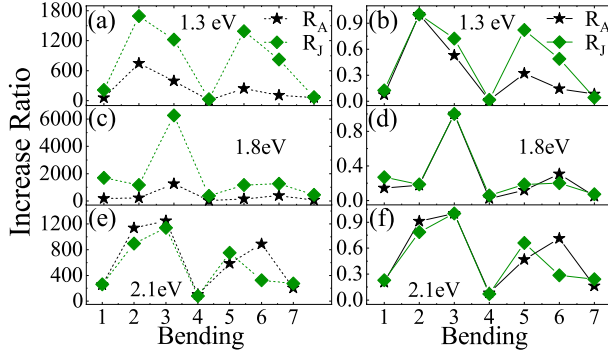 (a) 1.3 eV R_A
R_J
1800
1200
600
0
(b) 1.3 eV R_A
R_J
0.9
0.6
0.3
0.0
Increase Ratio
(c) 1.8eV
6000
4000
2000
0
(d) 1.8eV
0.8
0.4
0.0
(e) 2.1eV
1200
800
400
0
(f) 2.1eV
0.9
0.6
0.3
0.0
1 2 3 4 5 6 7
1 2 3 4 5 6 7
Bending Bending